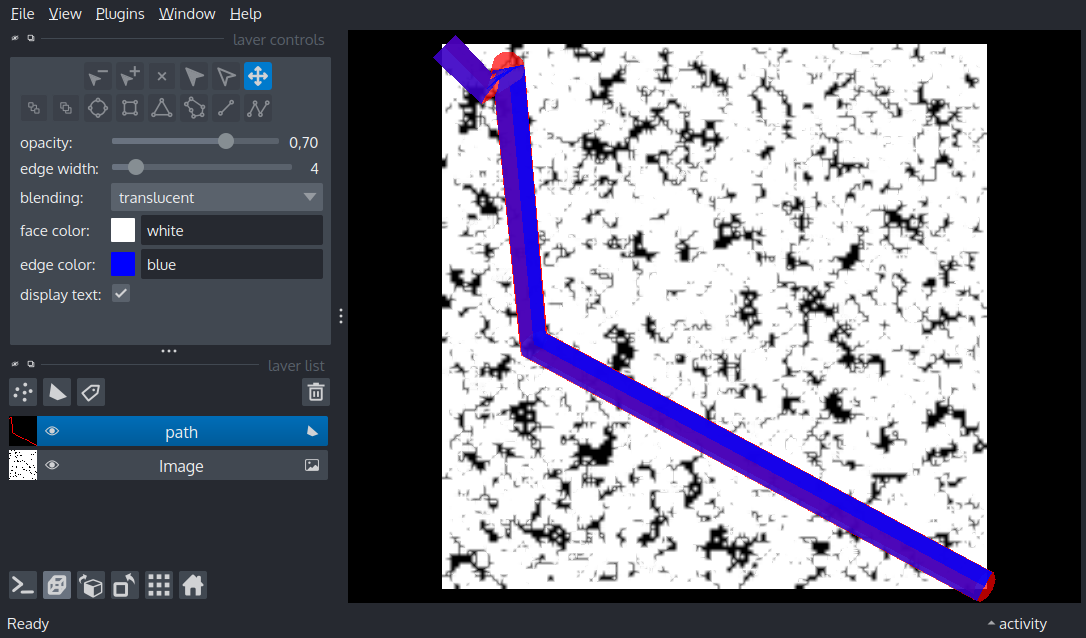 File View Plugins Window Help
layer controls
opacity: 0,70
edge width: 4
blending: translucent
face color: white
edge color: blue
display text:
layer list
path
Image
Ready activity